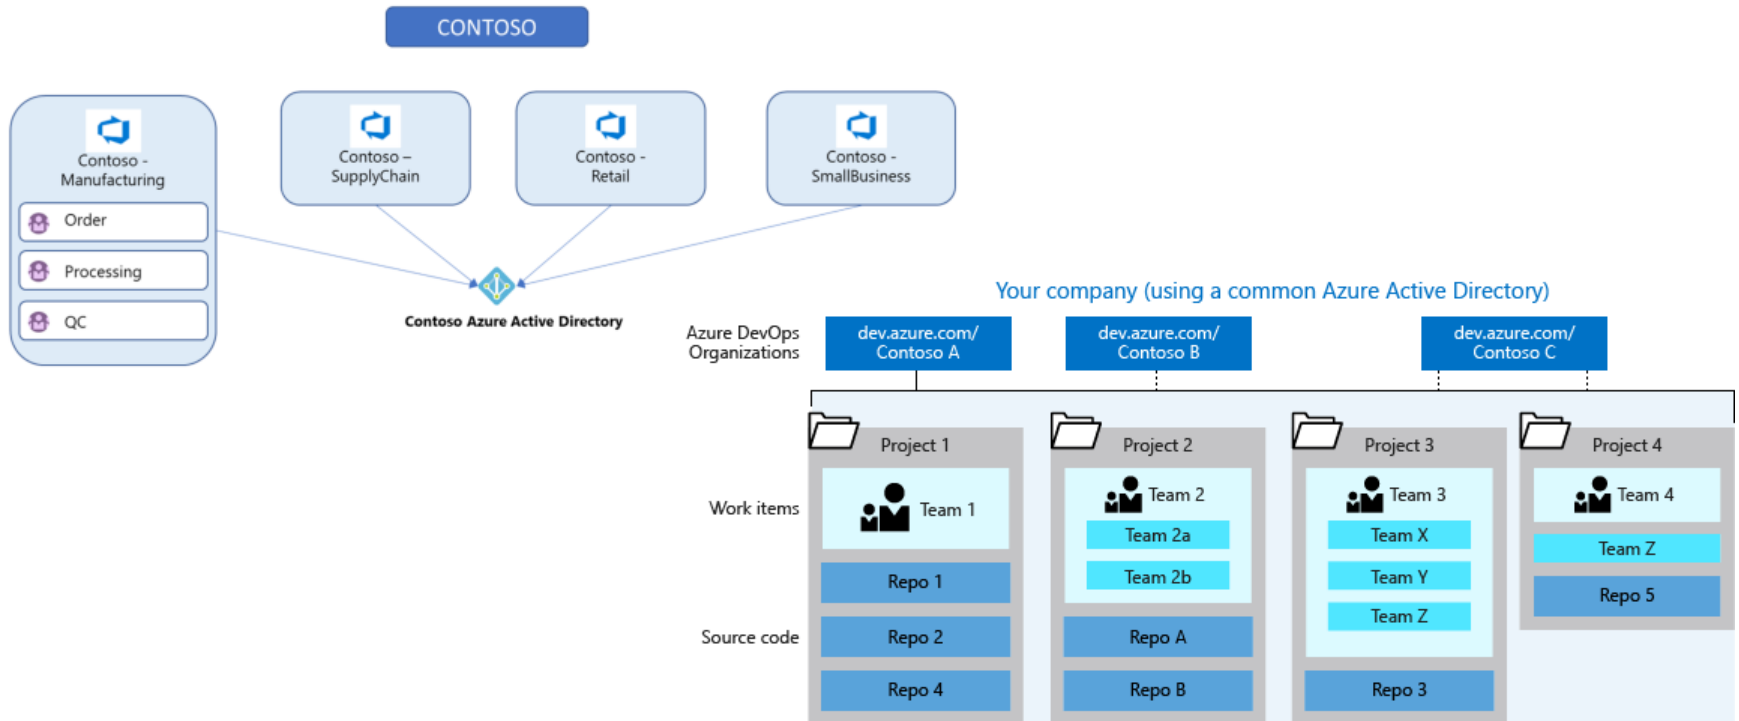 CONTOSO
Contoso -
Manufacturing
Order
Processing
QC
Contoso –
SupplyChain
Contoso -
Retail
Contoso -
SmallBusiness
Contoso Azure Active Directory
Your company (using a common Azure Active Directory)
Azure DevOps
Organizations
dev.azure.com/
Contoso A
dev.azure.com/
Contoso B
dev.azure.com/
Contoso C
Work items
Source code
Project 1
Team 1
Repo 1
Repo 2
Repo 4
Project 2
Team 2
Team 2a
Team 2b
Repo A
Repo B
Project 3
Team 3
Team X
Team Y
Team Z
Repo 3
Project 4
Team 4
Team Z
Repo 5